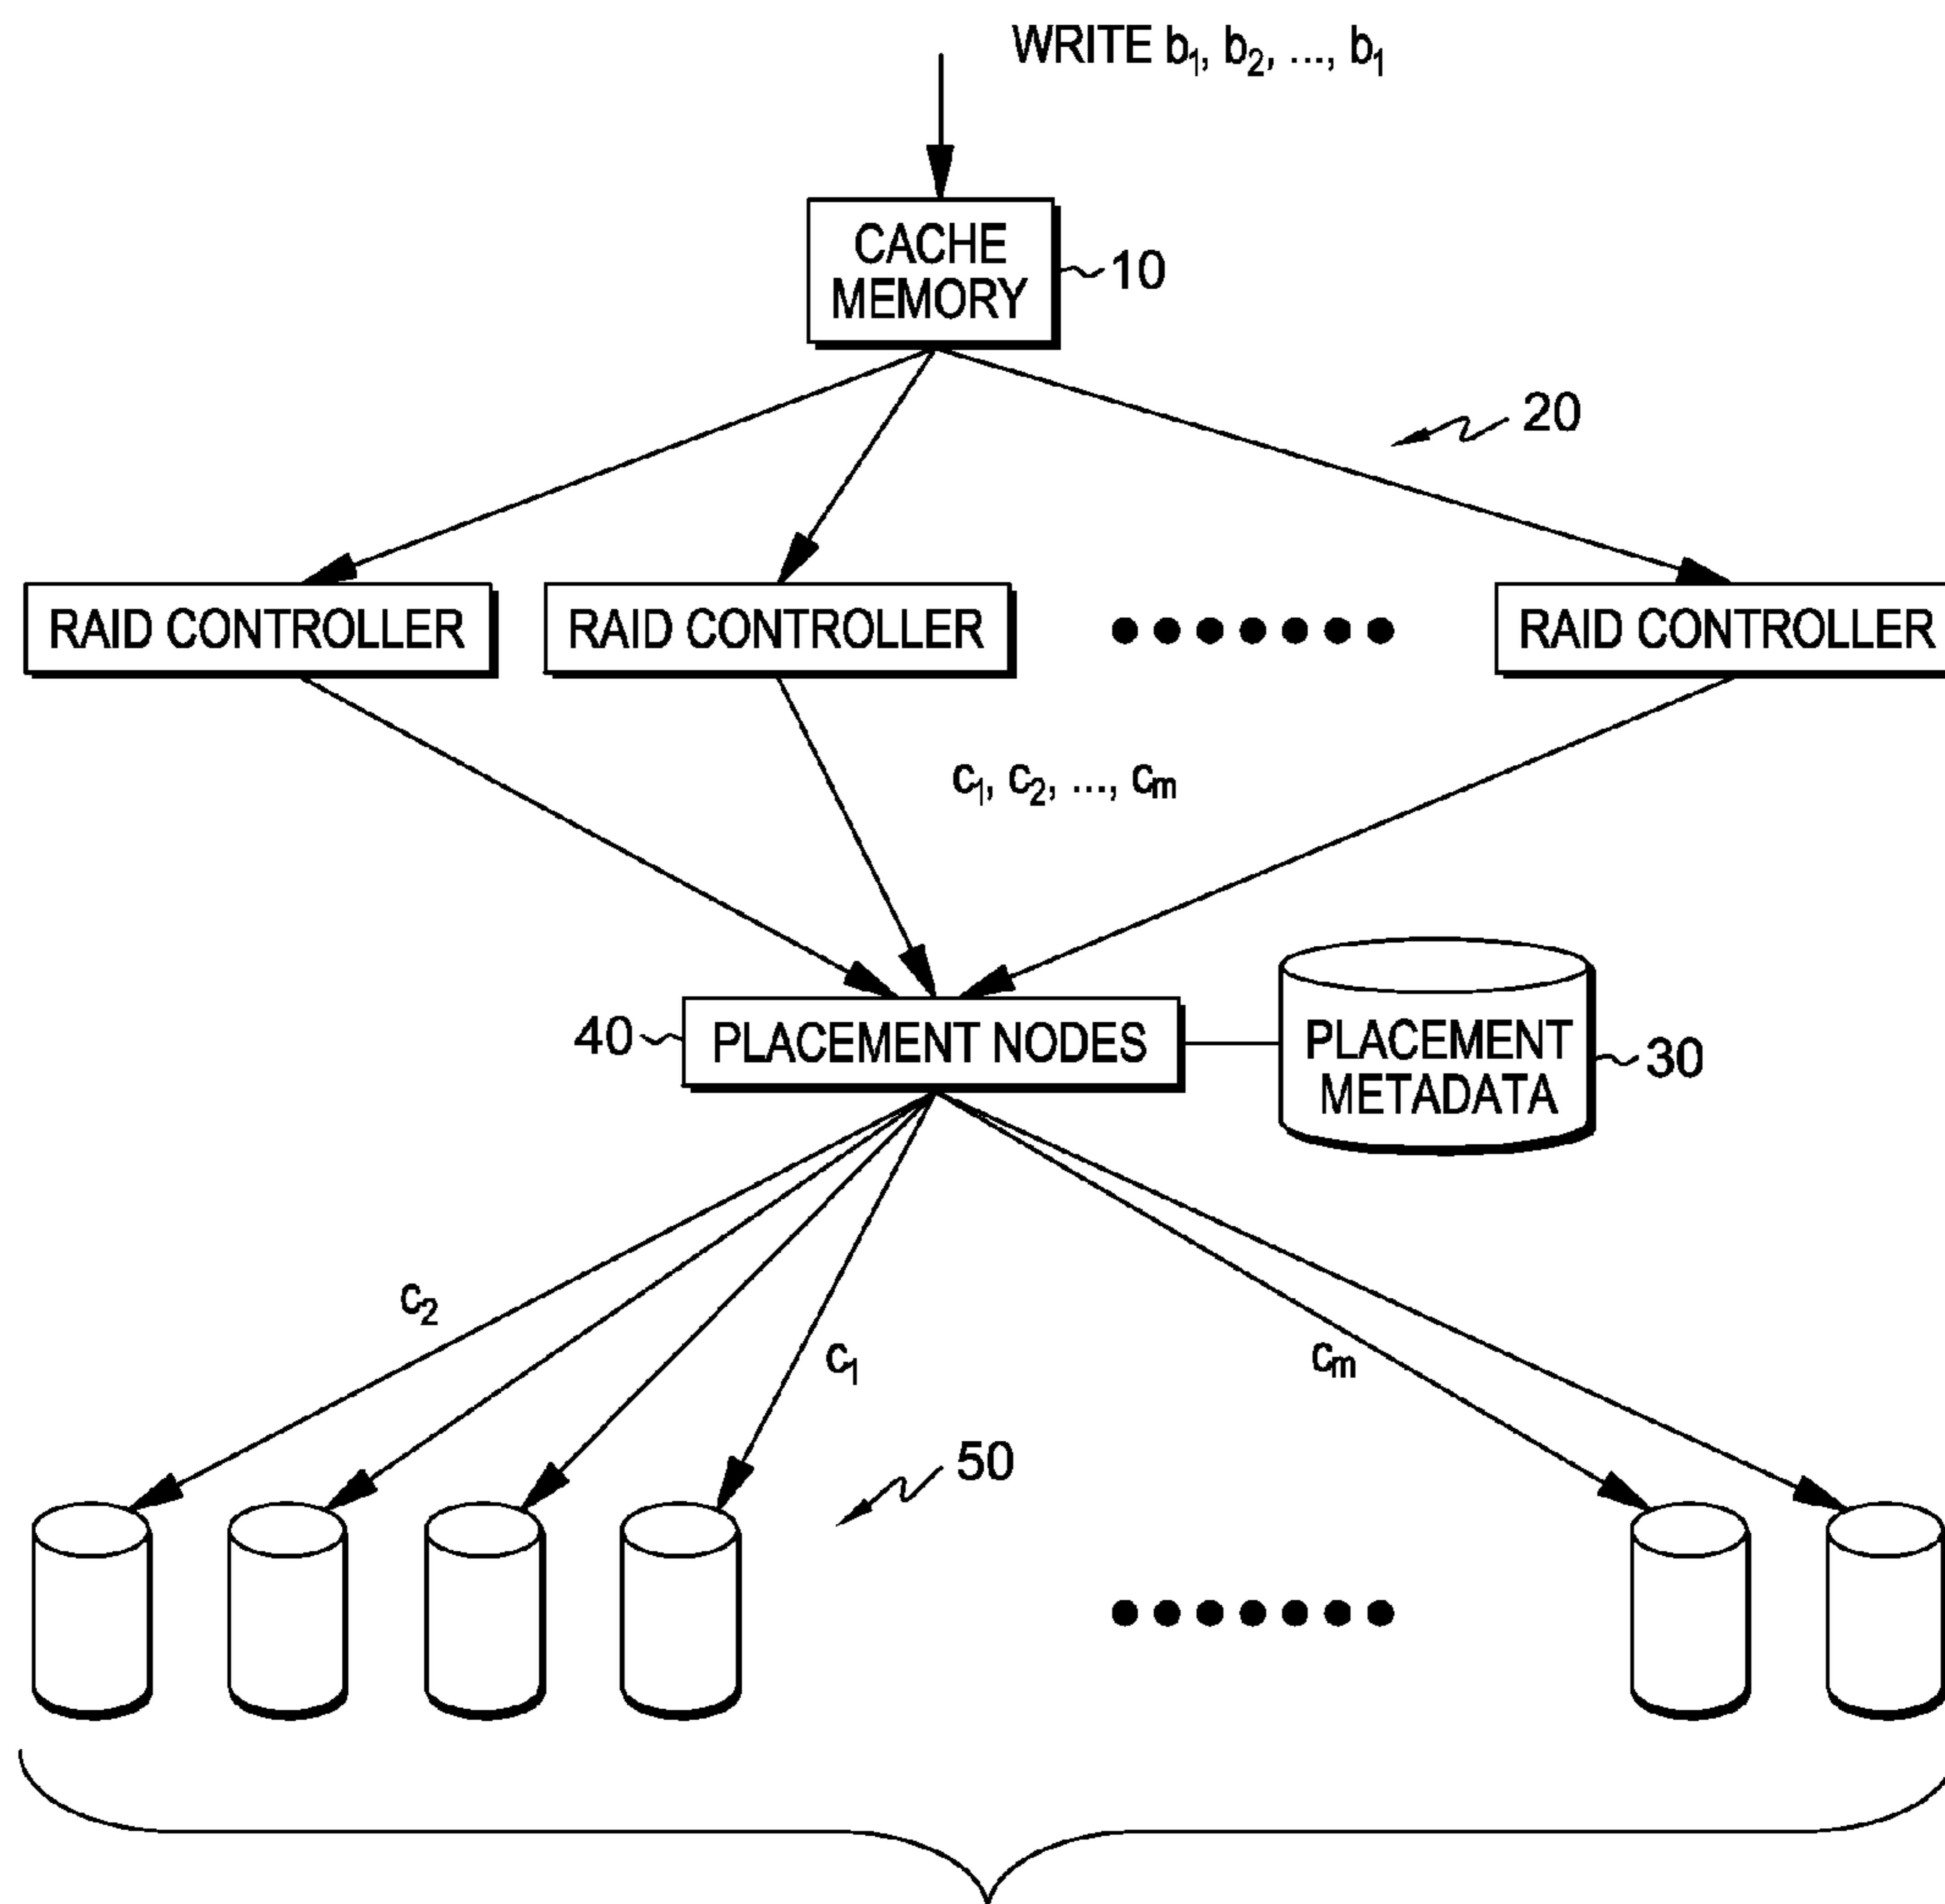 WRITE b₁, b₂, ..., b₁
CACHE
MEMORY
10
20
RAID CONTROLLER
RAID CONTROLLER
RAID CONTROLLER
c₁, c₂, ..., cₘ
40
PLACEMENT NODES
PLACEMENT
METADATA
30
c₂
c₁
cₘ
50